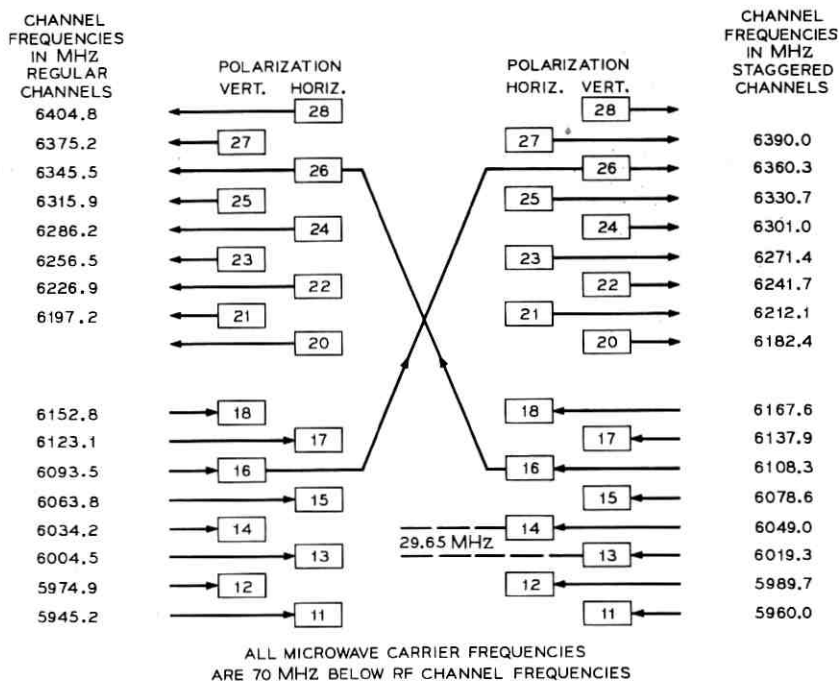 CHANNEL
FREQUENCIES
IN MHZ
REGULAR
CHANNELS
POLARIZATION
VERT. HORIZ.
POLARIZATION
HORIZ. VERT.
CHANNEL
FREQUENCIES
IN MHZ
STAGGERED
CHANNELS
6404.8 28 28
6375.2 27 27 6390.0
6345.5 26 26 6360.3
6315.9 25 25 6330.7
6286.2 24 24 6301.0
6256.5 23 23 6271.4
6226.9 22 22 6241.7
6197.2 21 21 6212.1
20 20 6182.4
6152.8 18 18 6167.6
6123.1 17 17 6137.9
6093.5 16 16 6108.3
6063.8 15 15 6078.6
6034.2 14 14 6049.0
29.65 MHZ
6004.5 13 13 6019.3
5974.9 12 12 5989.7
5945.2 11 11 5960.0
ALL MICROWAVE CARRIER FREQUENCIES
ARE 70 MHZ BELOW RF CHANNEL FREQUENCIES